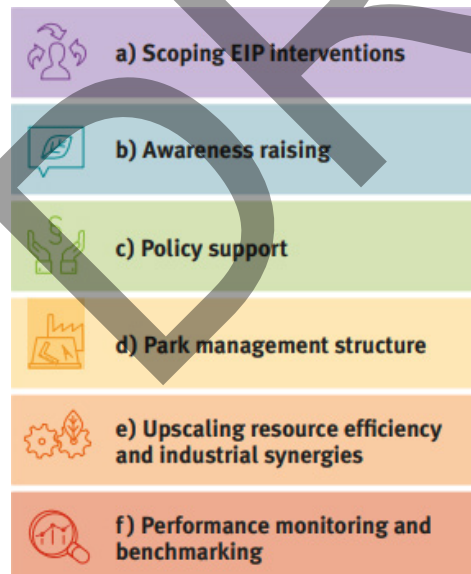 a) Scoping EIP interventions
b) Awareness raising
c) Policy support
d) Park management structure
e) Upscaling resource efficiency
and industrial synergies
f) Performance monitoring and
benchmarking